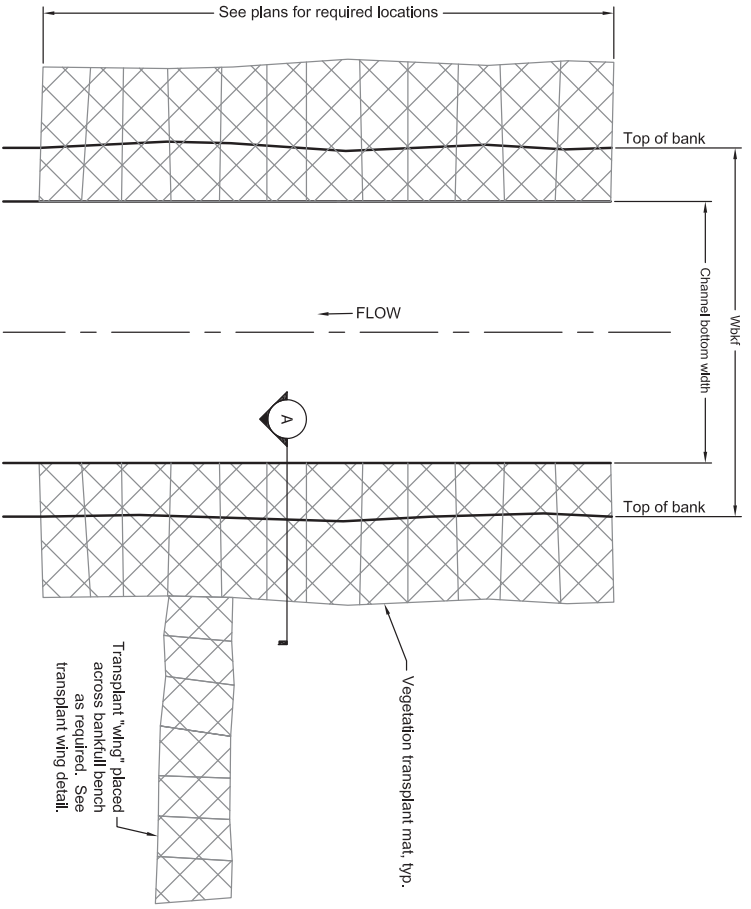 See plans for required locations
Top of bank
Wbkf
Channel bottom width
FLOW
A
Top of bank
Vegetation transplant mat, typ.
Transplant "wing" placed
across bankfull bench
as required. See
transplant wing detail.